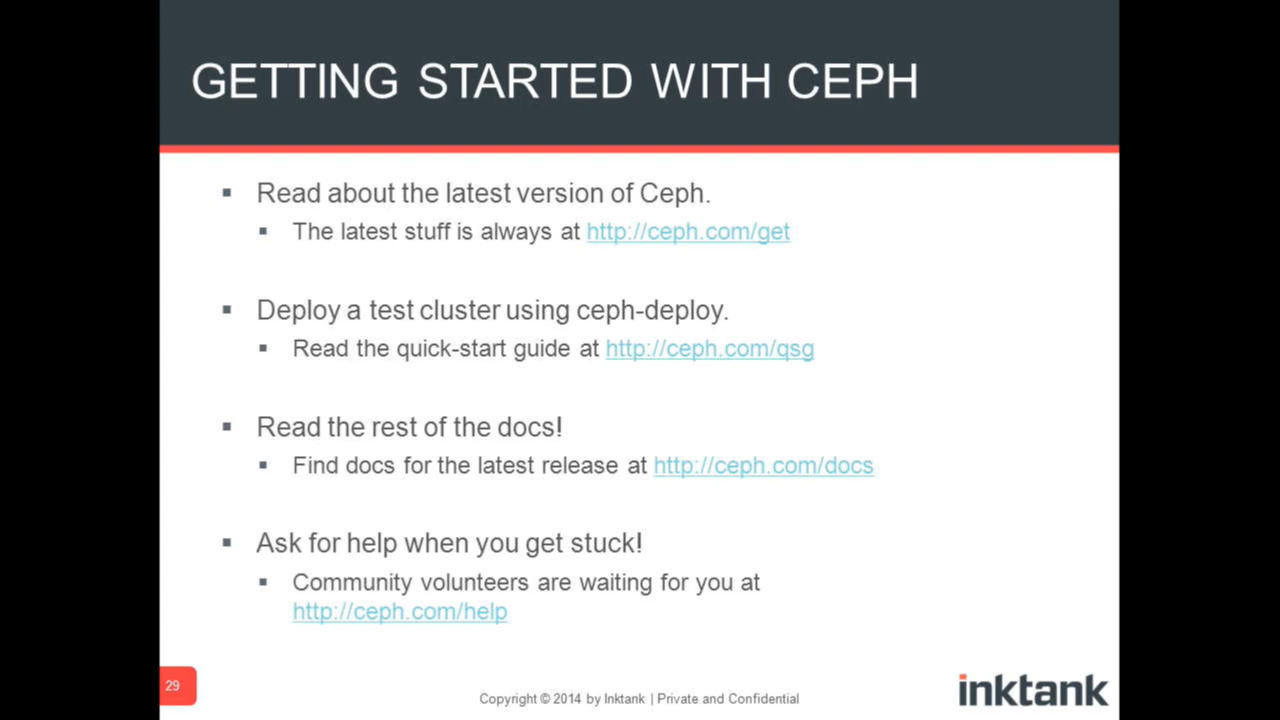 GETTING STARTED WITH CEPH
Read about the latest version of Ceph.
The latest stuff is always at http://ceph.com/get
Deploy a test cluster using ceph-deploy.
Read the quick-start guide at http://ceph.com/qsg
Read the rest of the docs!
Find docs for the latest release at http://ceph.com/docs
Ask for help when you get stuck!
Community volunteers are waiting for you at
http://ceph.com/help
29
Copyright © 2014 by Inktank | Private and Confidential
inktank